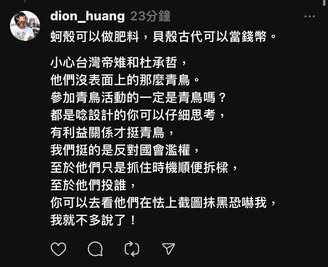 dion_huang 23分鐘
蚵殼可以做肥料，貝殼古代可以當錢幣。
小心台灣帝雉和杜承哲，
他們沒表面上的那麼青鳥。
參加青鳥活動的一定是青鳥嗎？
都是唸設計的你可以仔細思考，
有利益關係才挺青鳥，
我們挺的是反對國會濫權，
至於他們只是抓住時機順便拆樑，
至於他們投誰，
你可以去看他們在怯上截圖抹黑恐嚇我，
我就不多說了！